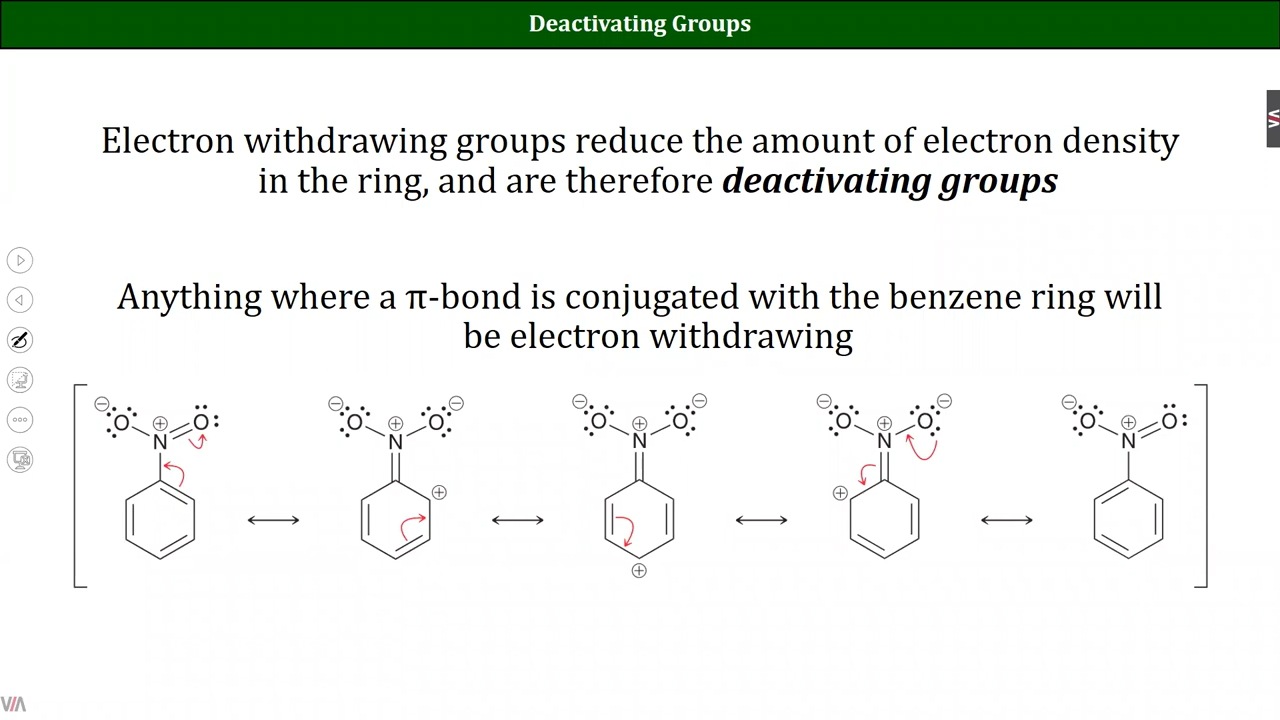 Deactivating Groups
Electron withdrawing groups reduce the amount of electron density
in the ring, and are therefore deactivating groups
Anything where a π-bond is conjugated with the benzene ring will
be electron withdrawing
⊖ ⊖ ⊖ ⊖ ⊖ ⊖ ⊖ ⊖
O ⊕ O O ⊕ O O ⊕ O O ⊕ O O ⊕ O
N N N N N
⊕ ⊕
⊕
VIA